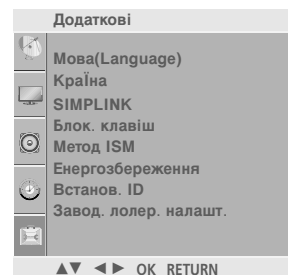 Додаткові
Мова(Language)
КраЇна
SIMPLINK
Блок. клавіш
Метод ISM
Енергозбереження
Встанов. ID
Завод. лолер. налашт.
▲▼ ◄► OK RETURN